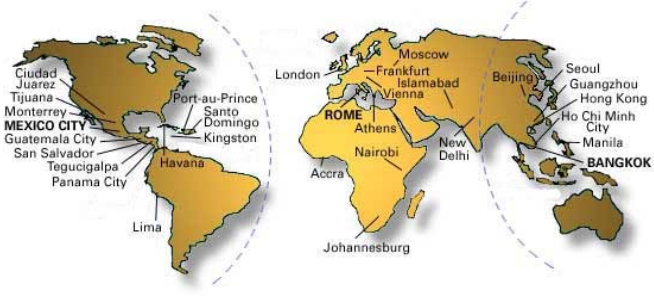 Ciudad
Juarez
Tijuana
Monterrey
MEXICO CITY
Guatemala City
San Salvador
Tegucigalpa
Panama City
Lima
Port-au-Prince
Santo
Domingo
Kingston
Havana
London
Moscow
Frankfurt
Islamabad
Vienna
ROME
Athens
Nairobi
Accra
Johannesburg
New
Delhi
Beijing
Seoul
Guangzhou
Hong Kong
Ho Chi Minh
City
Manila
BANGKOK